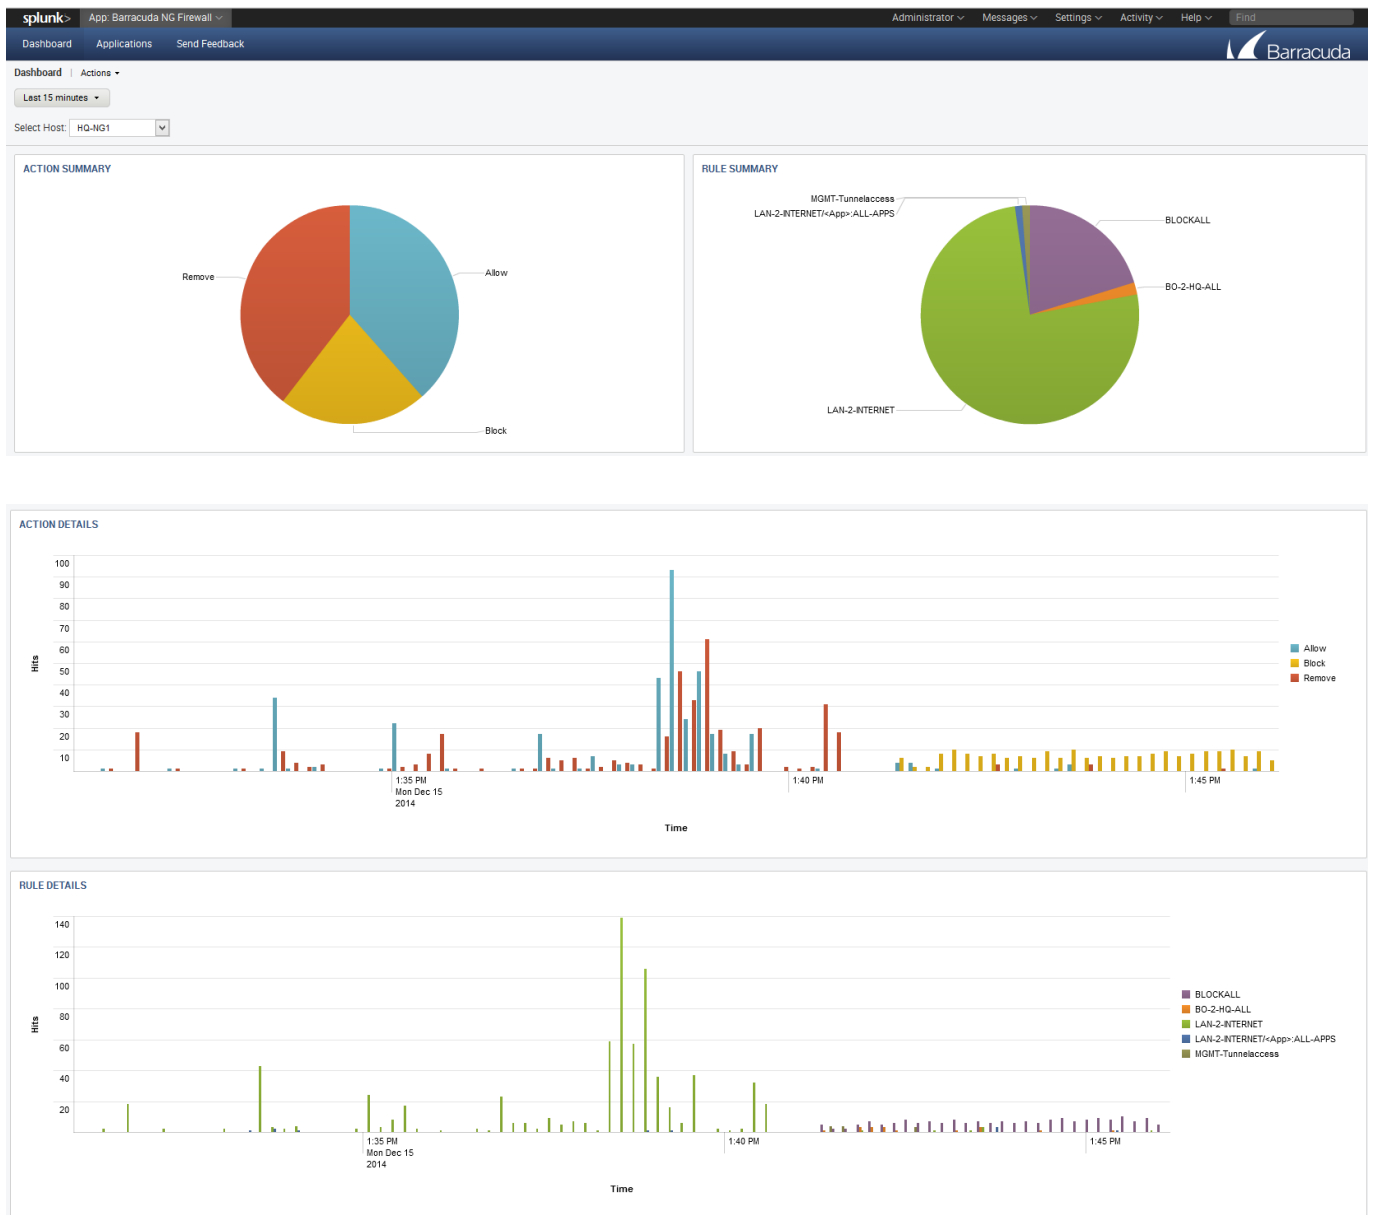 splunk> App: Barracuda NG Firewall Administrator Messages Settings Activity Help Find
Dashboard Applications Send Feedback Barracuda
Dashboard | Actions
Last 15 minutes
Select Host: HQ-NG1
ACTION SUMMARY
Remove
Allow
Block
RULE SUMMARY
MGMT-Tunnelaccess
LAN-2-INTERNET/<App>:ALL-APPS
BLOCKALL
BO-2-HQ-ALL
LAN-2-INTERNET
ACTION DETAILS
100
90
80
70
60
50
40
30
20
10
Hits
1:35 PM
Mon Dec 15
2014
1:40 PM
1:45 PM
Time
Allow
Block
Remove
RULE DETAILS
140
120
100
80
60
40
20
Hits
1:35 PM
Mon Dec 15
2014
1:40 PM
1:45 PM
Time
BLOCKALL
BO-2-HQ-ALL
LAN-2-INTERNET
LAN-2-INTERNET/<App>:ALL-APPS
MGMT-Tunnelaccess